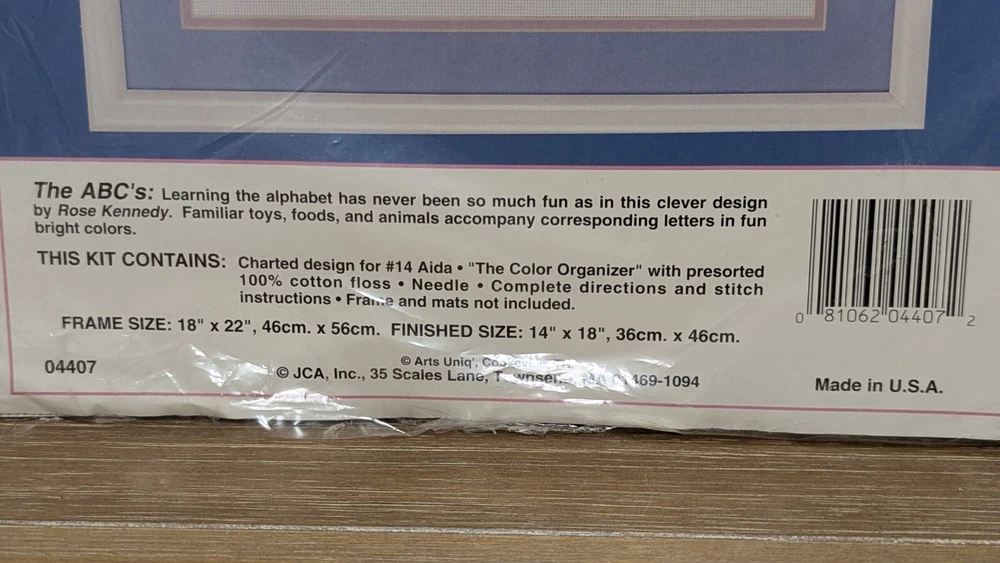 The ABC's: Learning the alphabet has never been so much fun as in this clever design
by Rose Kennedy. Familiar toys, foods, and animals accompany corresponding letters in fun
bright colors.
THIS KIT CONTAINS: Charted design for #14 Aida • "The Color Organizer" with presorted
100% cotton floss • Needle • Complete directions and stitch
instructions • Frame and mats not included.
FRAME SIZE: 18" x 22", 46cm. x 56cm. FINISHED SIZE: 14" x 18", 36cm. x 46cm.
0 81062 04407 2
04407
© Arts Uniq',
© JCA, Inc., 35 Scales Lane,
Made in U.S.A.